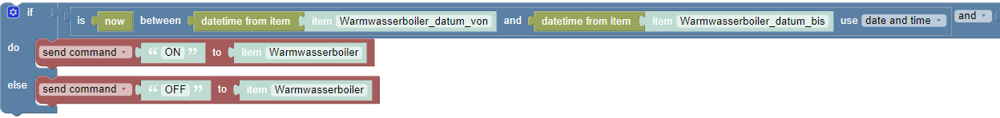 if is now between datetime from item item Warmwasserboiler_datum_von and datetime from item item Warmwasserboiler_datum_bis use date and time and
do send command “ ON ” to item Warmwasserboiler
else send command “ OFF ” to item Warmwasserboiler